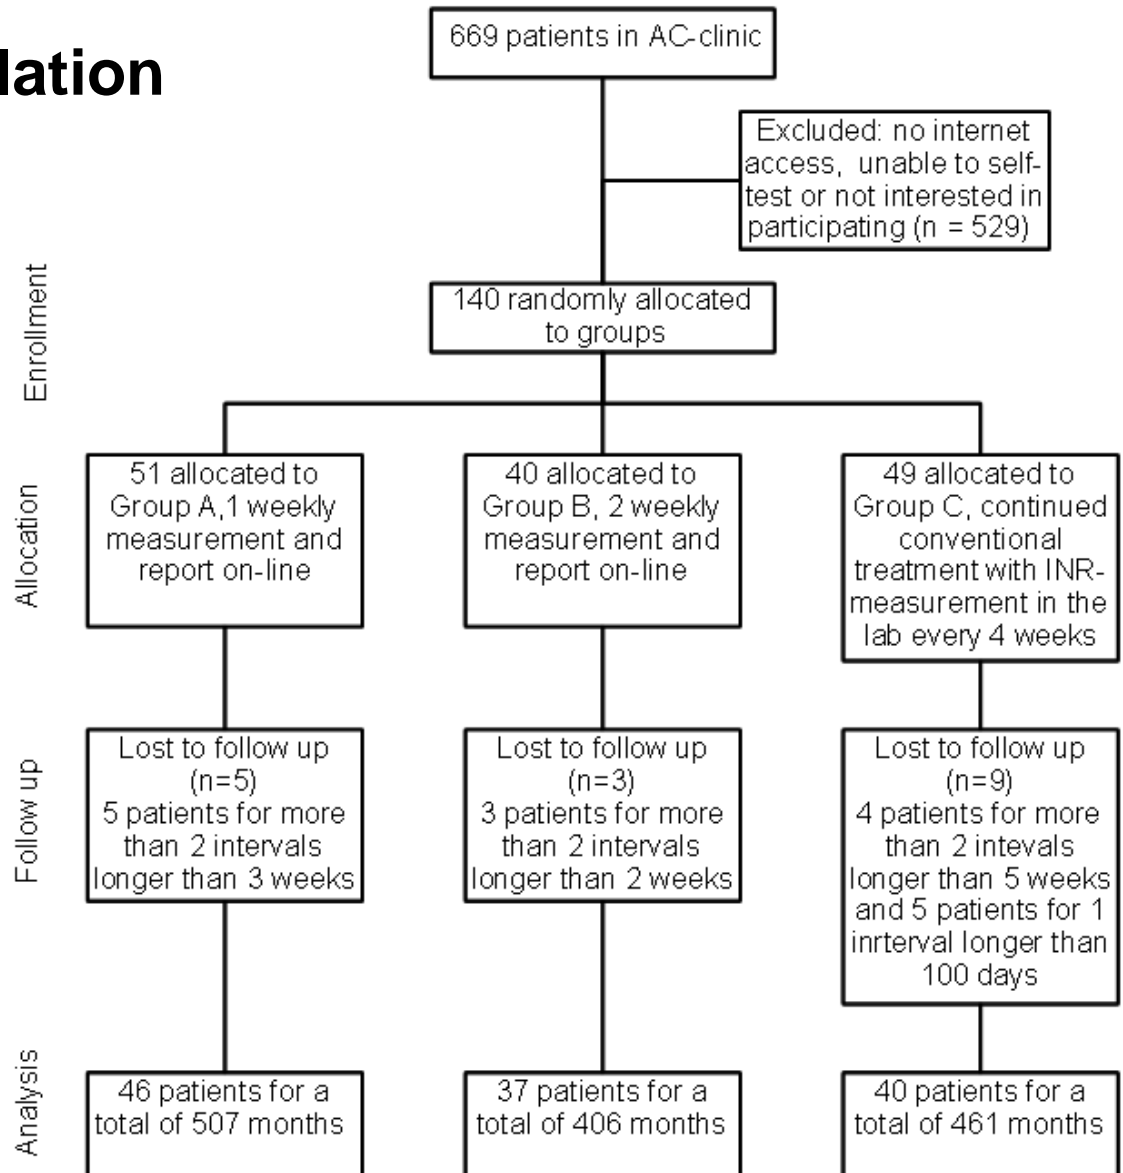 lation
669 patients in AC-clinic
Excluded: no internet
access, unable to self-
test or not interested in
participating (n = 529)
Enrollment
140 randomly allocated
to groups
Allocation
51 allocated to
Group A,1 weekly
measurement and
report on-line
40 allocated to
Group B, 2 weekly
measurement and
report on-line
49 allocated to
Group C, continued
conventional
treatment with INR-
measurement in the
lab every 4 weeks
Follow up
Lost to follow up
(n=5)
5 patients for more
than 2 intervals
longer than 3 weeks
Lost to follow up
(n=3)
3 patients for more
than 2 intervals
longer than 2 weeks
Lost to follow up
(n=9)
4 patients for more
than 2 intevals
longer than 5 weeks
and 5 patients for 1
inrterval longer than
100 days
Analysis
46 patients for a
total of 507 months
37 patients for a
total of 406 months
40 patients for a
total of 461 months